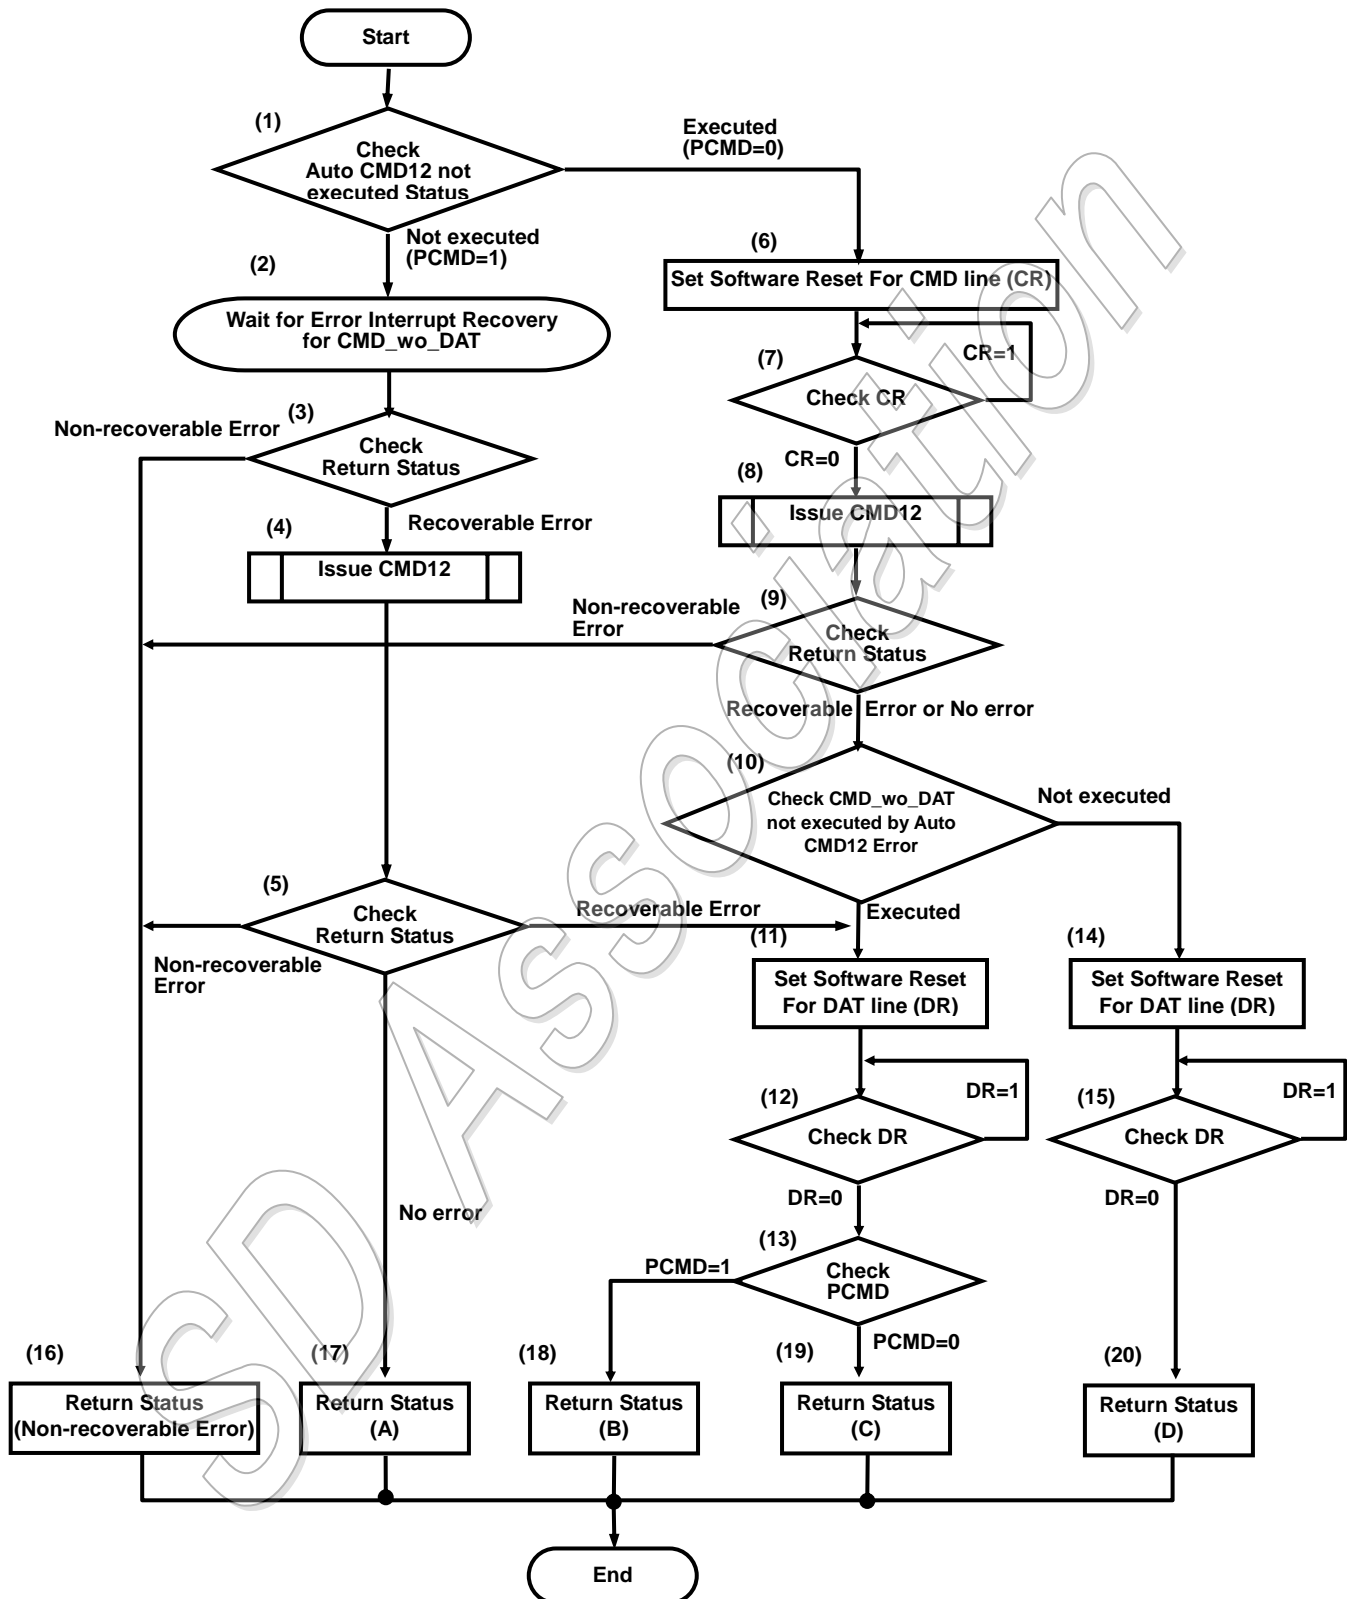 Start
(1)
Check
Auto CMD12 not
executed Status
Executed
(PCMD=0)
Not executed
(PCMD=1)
(2)
Wait for Error Interrupt Recovery
for CMD_wo_DAT
(6)
Set Software Reset For CMD line (CR)
CR=1
(7)
Check CR
CR=0
(3)
Non-recoverable Error
Check
Return Status
Recoverable Error
(4)
Issue CMD12
(8)
Issue CMD12
(9)
Non-recoverable
Error
Check
Return Status
Recoverable Error or No error
(10)
Check CMD_wo_DAT
not executed by Auto
CMD12 Error
Not executed
Executed
(5)
Check
Return Status
Recoverable Error
Non-recoverable
Error
(11)
Set Software Reset
For DAT line (DR)
(14)
Set Software Reset
For DAT line (DR)
DR=1
(12)
Check DR
DR=0
DR=1
(15)
Check DR
DR=0
No error
(13)
Check
PCMD
PCMD=1
PCMD=0
(16)
Return Status
(Non-recoverable Error)
(17)
Return Status
(A)
(18)
Return Status
(B)
(19)
Return Status
(C)
(20)
Return Status
(D)
End
SD Association